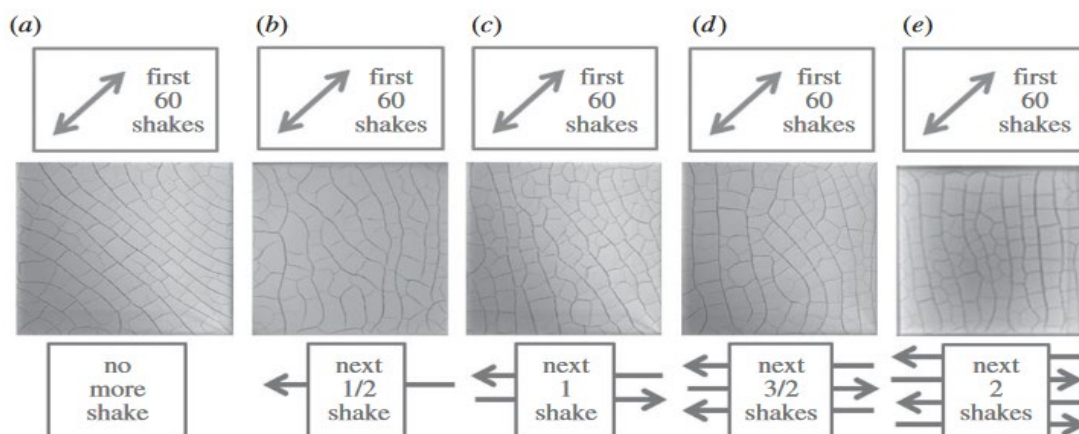 (a)
first
60
shakes
no
more
shake
(b)
first
60
shakes
next
1/2
shake
(c)
first
60
shakes
next
1
shake
(d)
first
60
shakes
next
3/2
shakes
(e)
first
60
shakes
next
2
shakes